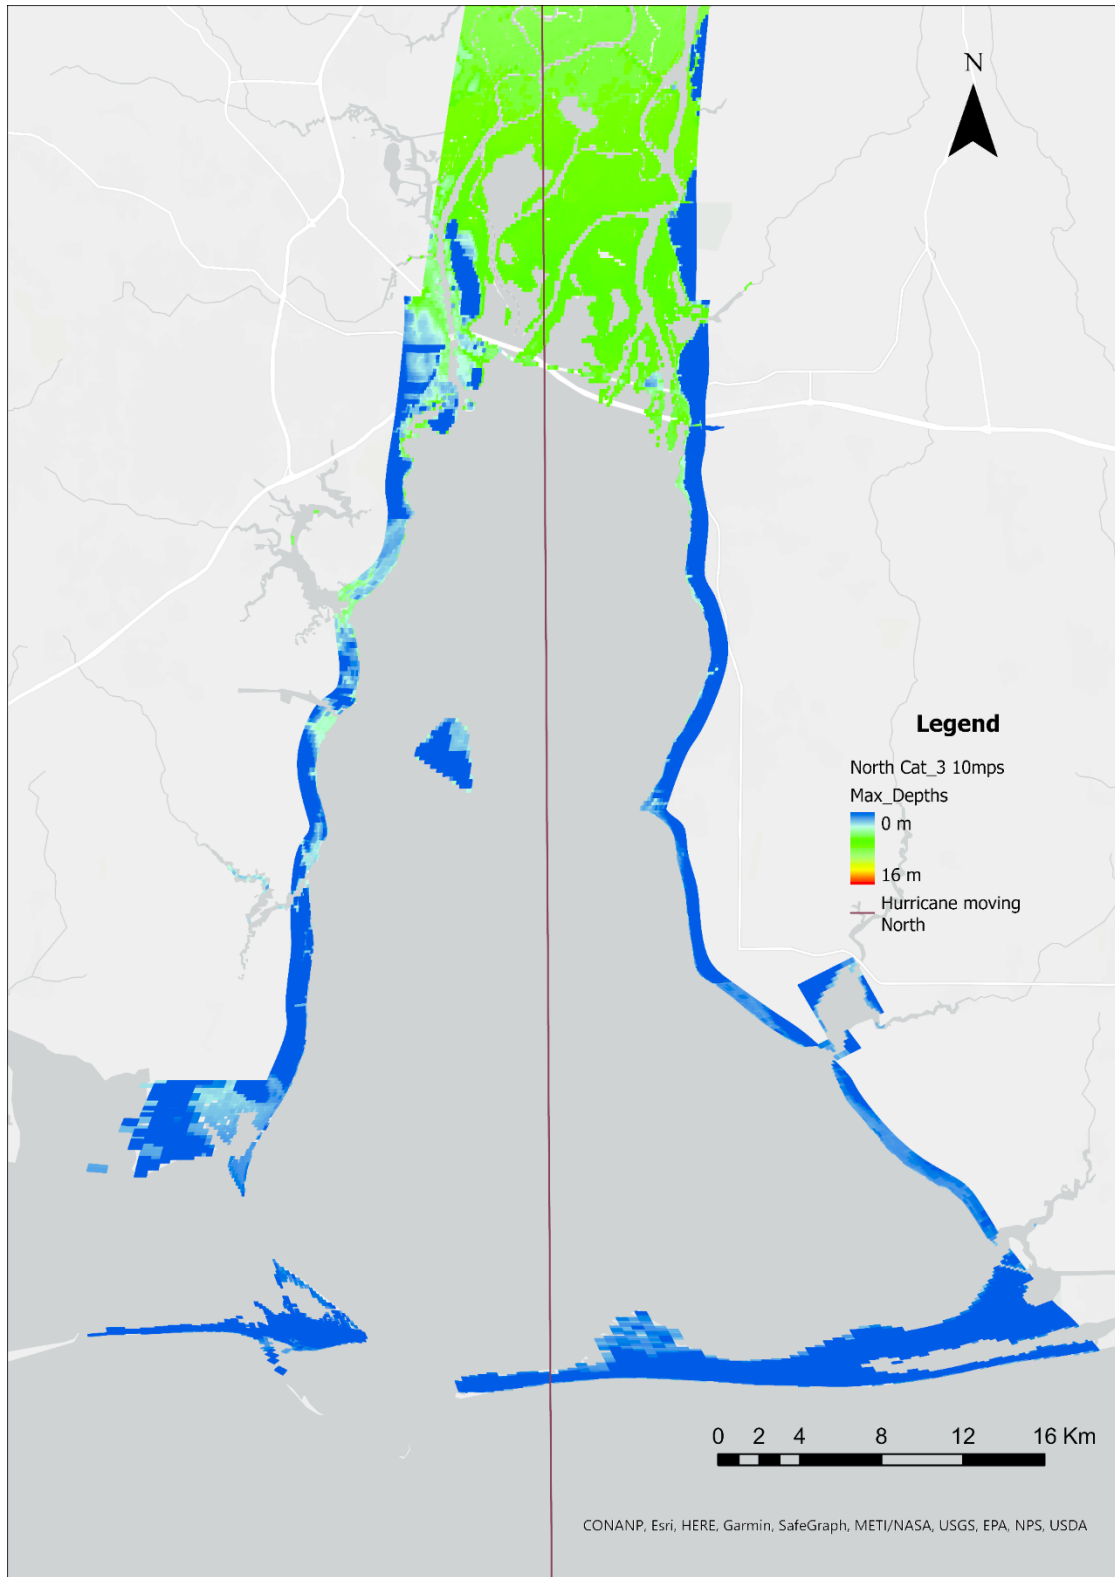 N
Legend
North Cat_3 10mps
Max_Depths
0 m
16 m
Hurricane moving
North
0 2 4 8 12 16 Km
CONANP, Esri, HERE, Garmin, SafeGraph, METI/NASA, USGS, EPA, NPS, USDA